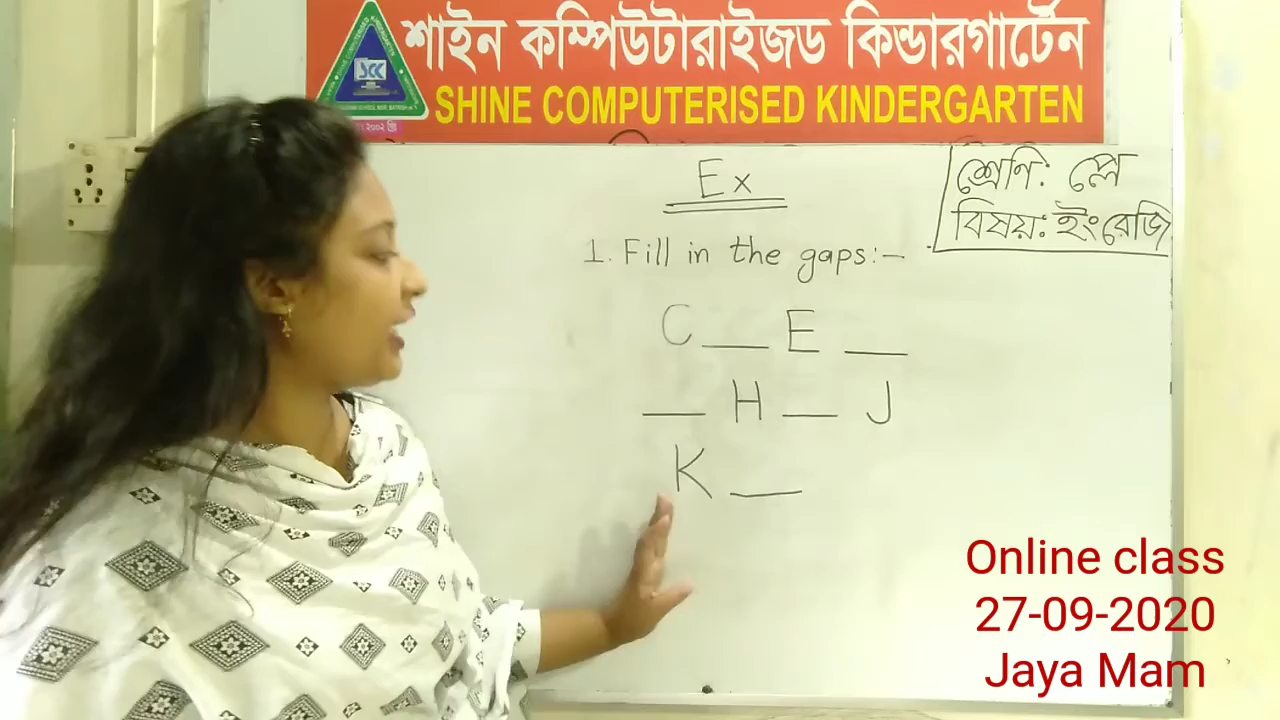 শাইন কম্পিউটারাইজড কিন্ডারগার্টেন
SHINE COMPUTERISED KINDERGARTEN
Ex
শ্রেণি: প্লে
বিষয়: ইংরেজি
1. Fill in the gaps:-
C __ E __
__ H __ J
K __
Online class
27-09-2020
Jaya Mam